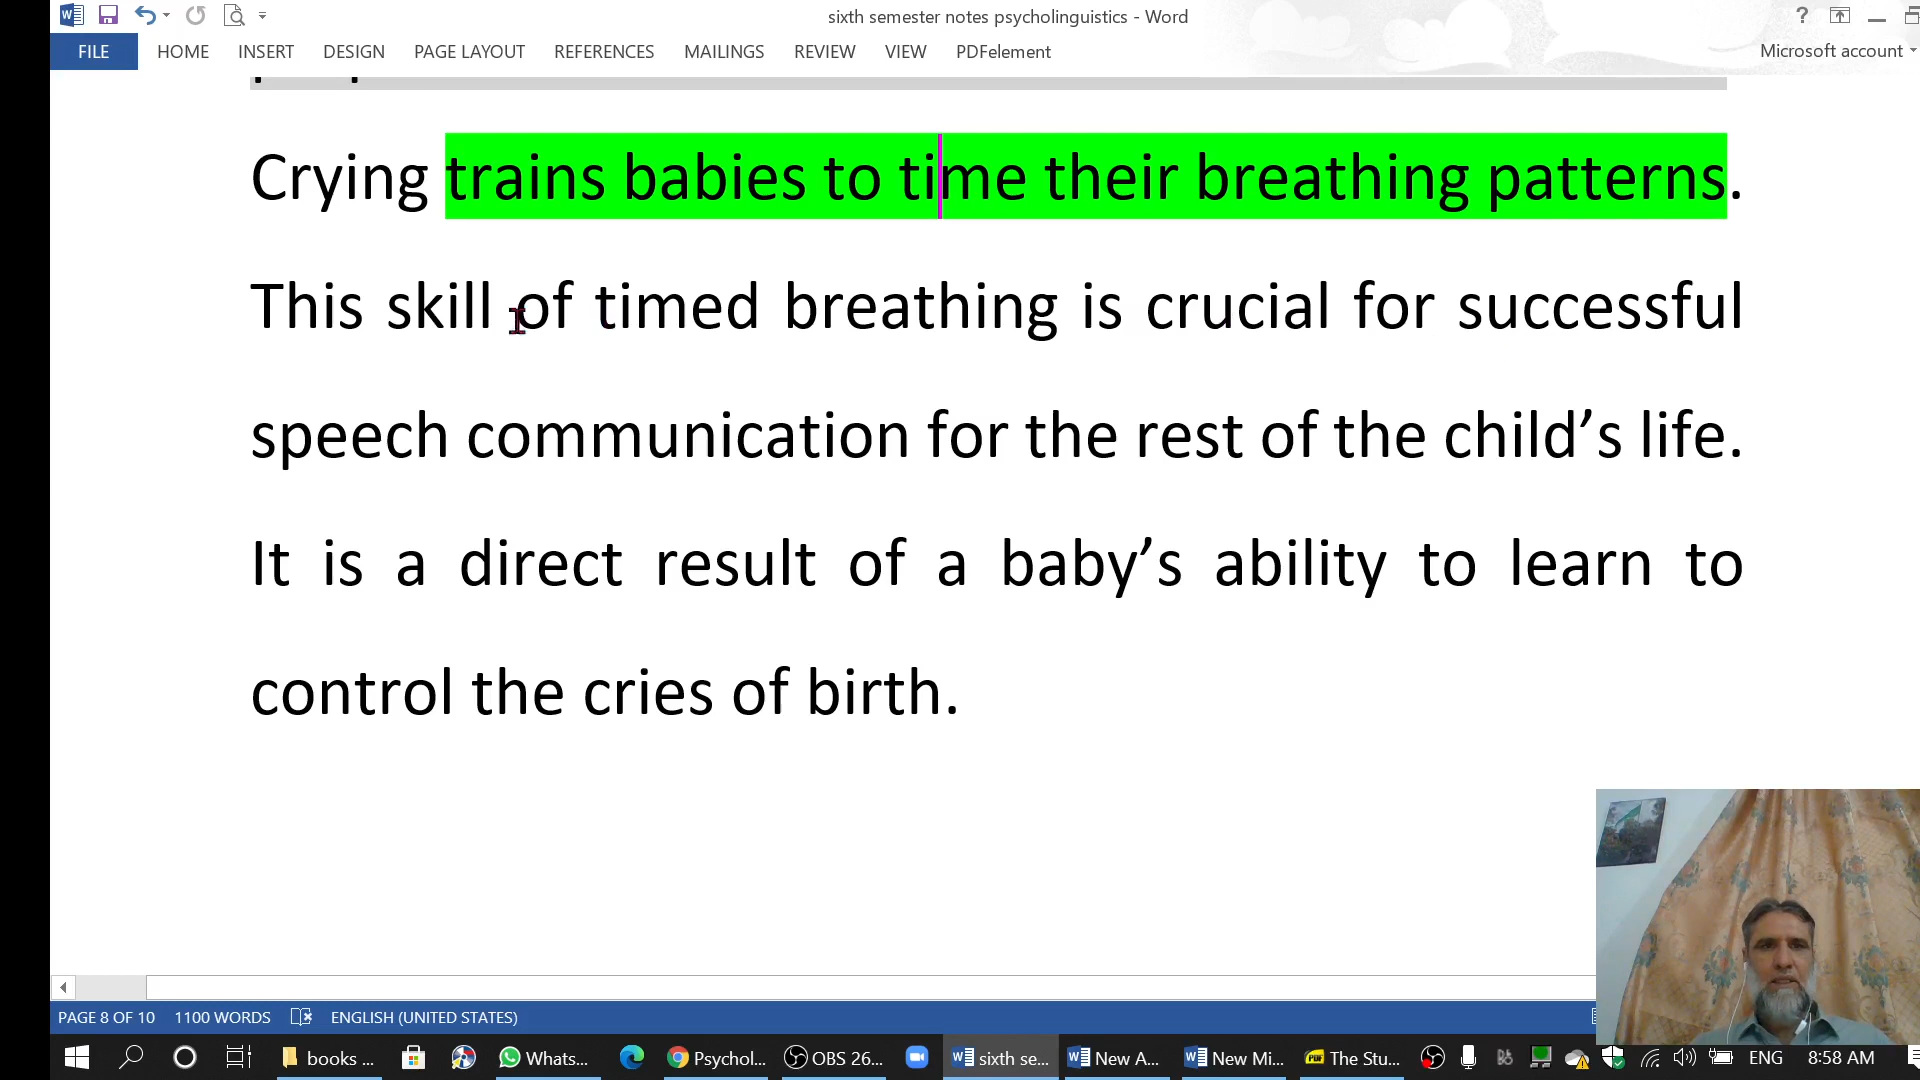 sixth semester notes psycholinguistics - Word
?
FILE HOME INSERT DESIGN PAGE LAYOUT REFERENCES MAILINGS REVIEW VIEW PDFelement Microsoft account
Crying trains babies to time their breathing patterns.
This skill of timed breathing is crucial for successful
speech communication for the rest of the child’s life.
It is a direct result of a baby’s ability to learn to
control the cries of birth.
PAGE 8 OF 10 1100 WORDS ENGLISH (UNITED STATES)
books ... Whats... Psychol... OBS 26... sixth se... New A... New Mi... The Stu... ENG 8:58 AM